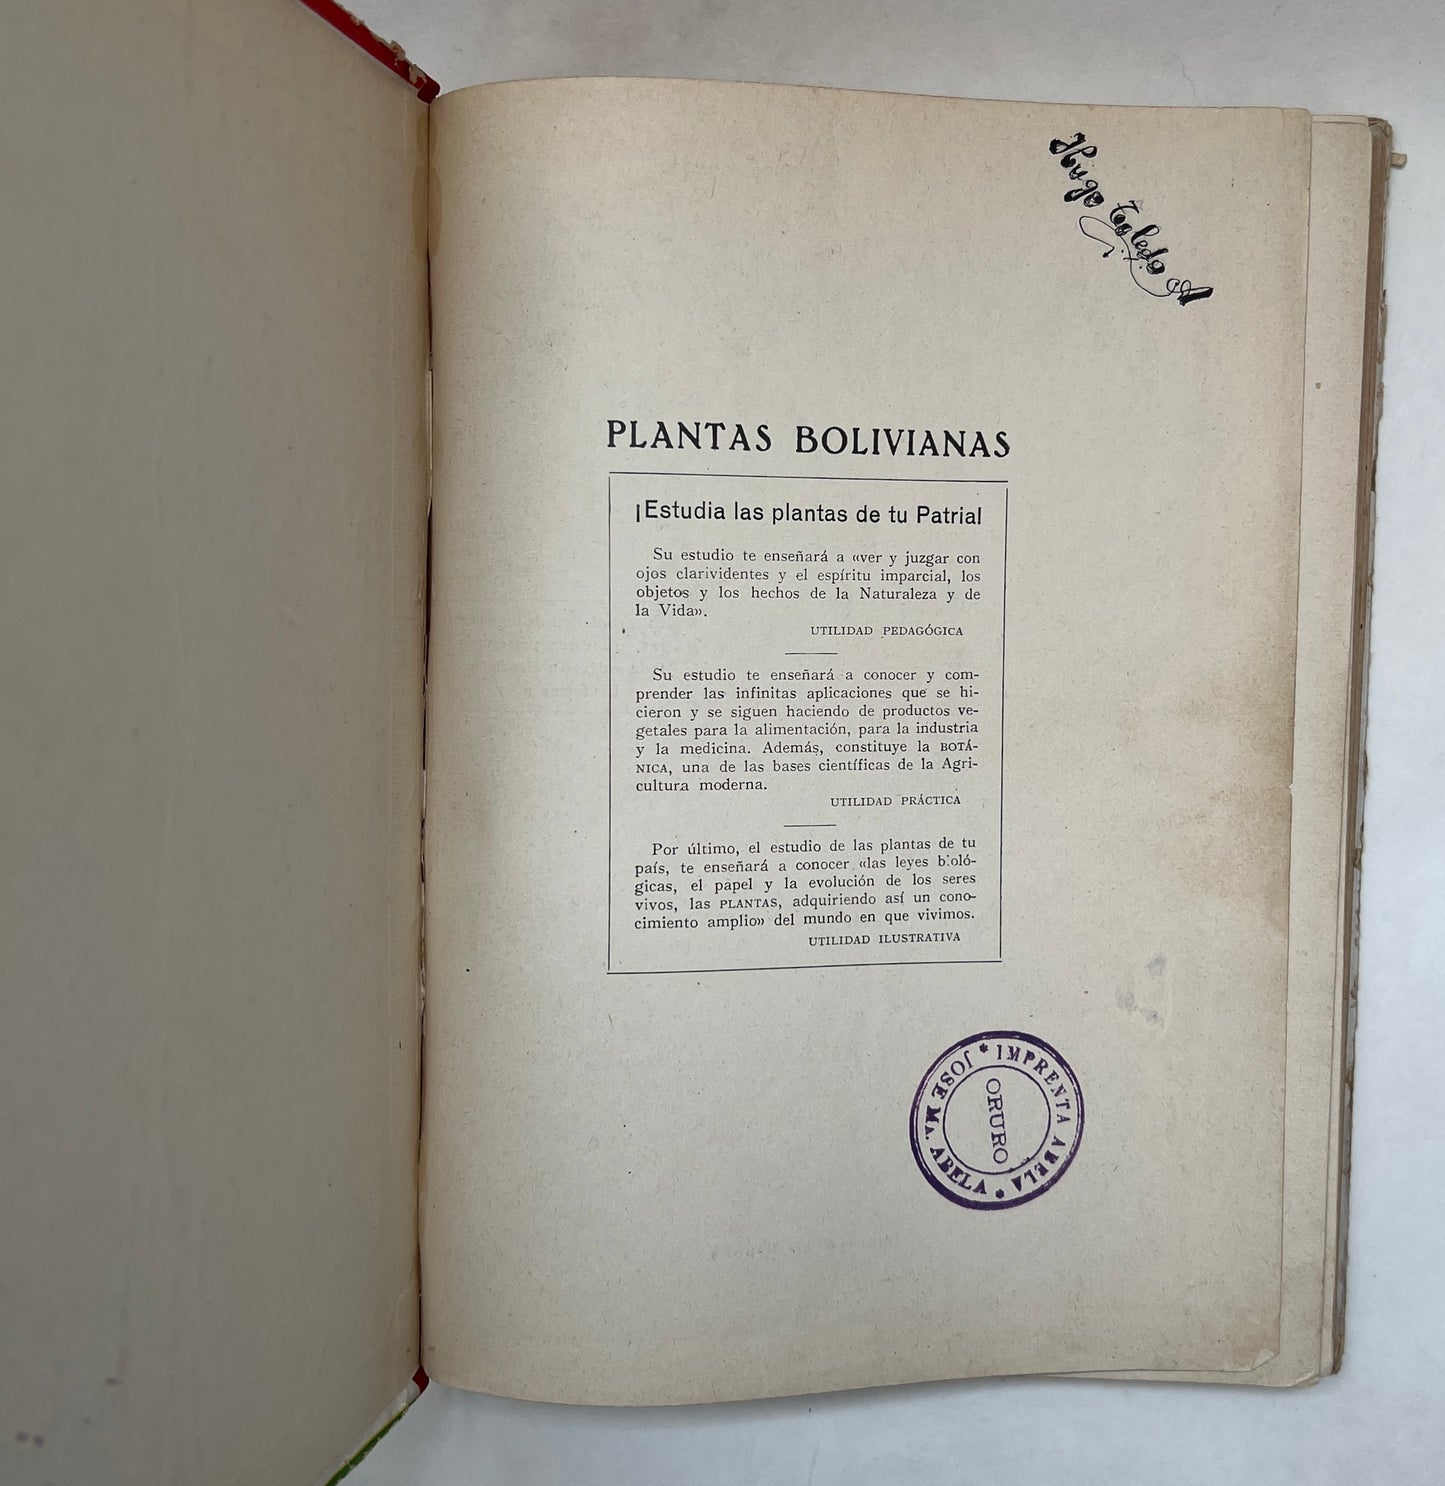 Hugo Toledo A
PLANTAS BOLIVIANAS
¡Estudia las plantas de tu Patria!
Su estudio te enseñará a «ver y juzgar con
ojos clarividentes y el espíritu imparcial, los
objetos y los hechos de la Naturaleza y de
la Vida».
UTILIDAD PEDAGÓGICA
Su estudio te enseñará a conocer y com-
prender las infinitas aplicaciones que se hi-
cieron y se siguen haciendo de productos ve-
getales para la alimentación, para la industria
y la medicina. Además, constituye la BOTÁ-
NICA, una de las bases científicas de la Agri-
cultura moderna.
UTILIDAD PRÁCTICA
Por último, el estudio de las plantas de tu
país, te enseñará a conocer «las leyes bioló-
gicas, el papel y la evolución de los seres
vivos, las PLANTAS, adquiriendo así un cono-
cimiento amplio» del mundo en que vivimos.
UTILIDAD ILUSTRATIVA
* IMPRENTA ABELA *
JOSE Mᴀ. ABELA
ORURO